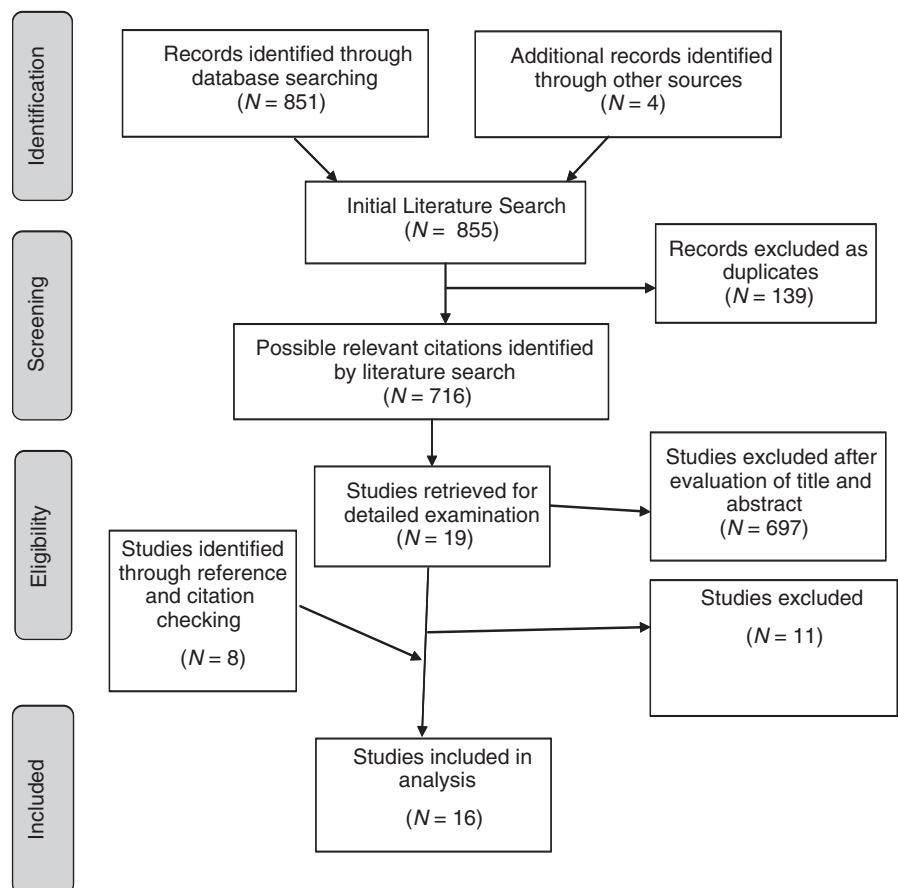 Identification
Records identified through
database searching
(N = 851)
Additional records identified
through other sources
(N = 4)
Initial Literature Search
(N = 855)
Screening
Records excluded as
duplicates
(N = 139)
Possible relevant citations identified
by literature search
(N = 716)
Eligibility
Studies retrieved for
detailed examination
(N = 19)
Studies excluded after
evaluation of title and
abstract
(N = 697)
Studies identified
through reference
and citation
checking
(N = 8)
Studies excluded
(N = 11)
Included
Studies included in
analysis
(N = 16)